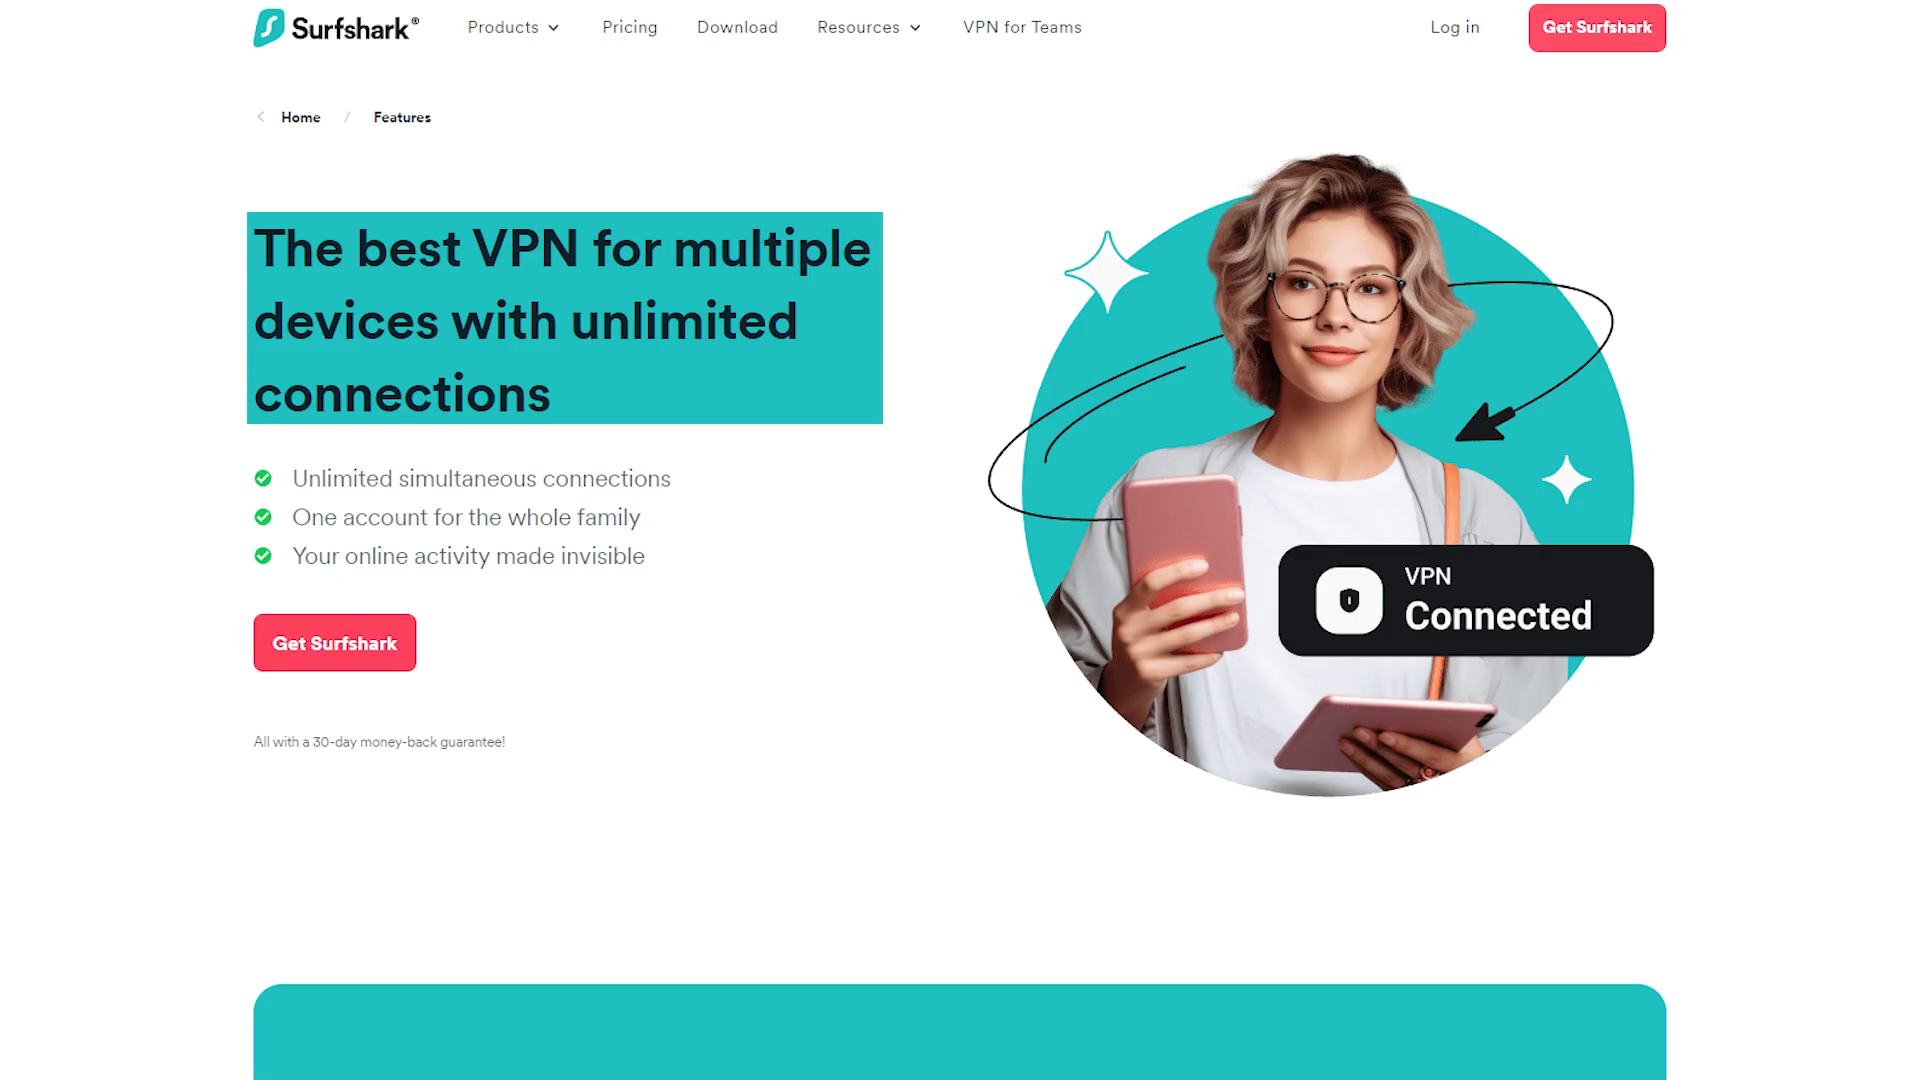 Surfshark®
Products
Pricing
Download
Resources
VPN for Teams
Log in
Get Surfshark
Home / Features
The best VPN for multiple
devices with unlimited
connections
Unlimited simultaneous connections
One account for the whole family
Your online activity made invisible
Get Surfshark
All with a 30-day money-back guarantee!
VPN
Connected